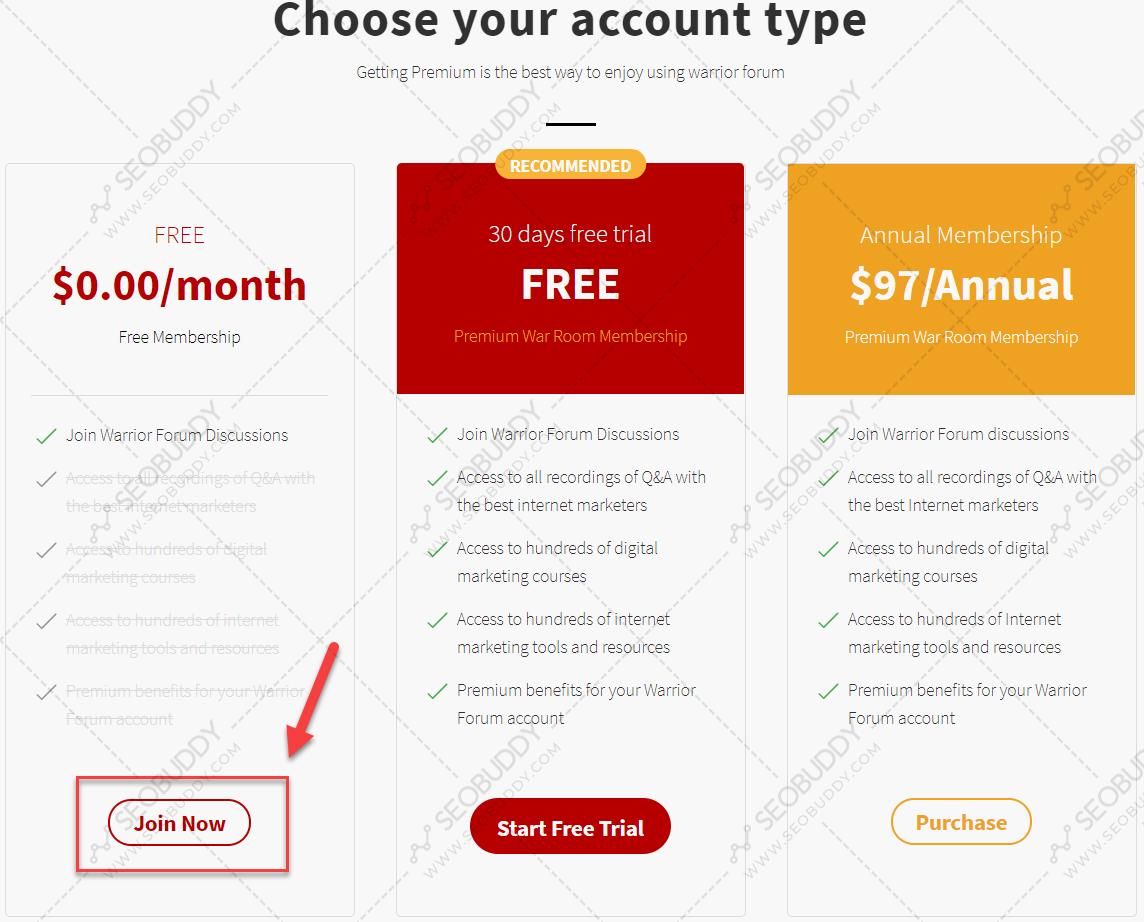 Choose your account type
Getting Premium is the best way to enjoy using warrior forum
FREE
$0.00/month
Free Membership
Join Warrior Forum Discussions
Access to all recordings of Q&A with
the best internet marketers
Access to hundreds of digital
marketing courses
Access to hundreds of internet
marketing tools and resources
Premium benefits for your Warrior
Forum account
Join Now
RECOMMENDED
30 days free trial
FREE
Premium War Room Membership
Join Warrior Forum Discussions
Access to all recordings of Q&A with
the best internet marketers
Access to hundreds of digital
marketing courses
Access to hundreds of internet
marketing tools and resources
Premium benefits for your Warrior
Forum account
Start Free Trial
Annual Membership
$97/Annual
Premium War Room Membership
Join Warrior Forum discussions
Access to all recordings of Q&A with
the best Internet marketers
Access to hundreds of digital
marketing courses
Access to hundreds of Internet
marketing tools and resources
Premium benefits for your Warrior
Forum account
Purchase
SEOBUDDY
WWW.SEOBUDDY.COM